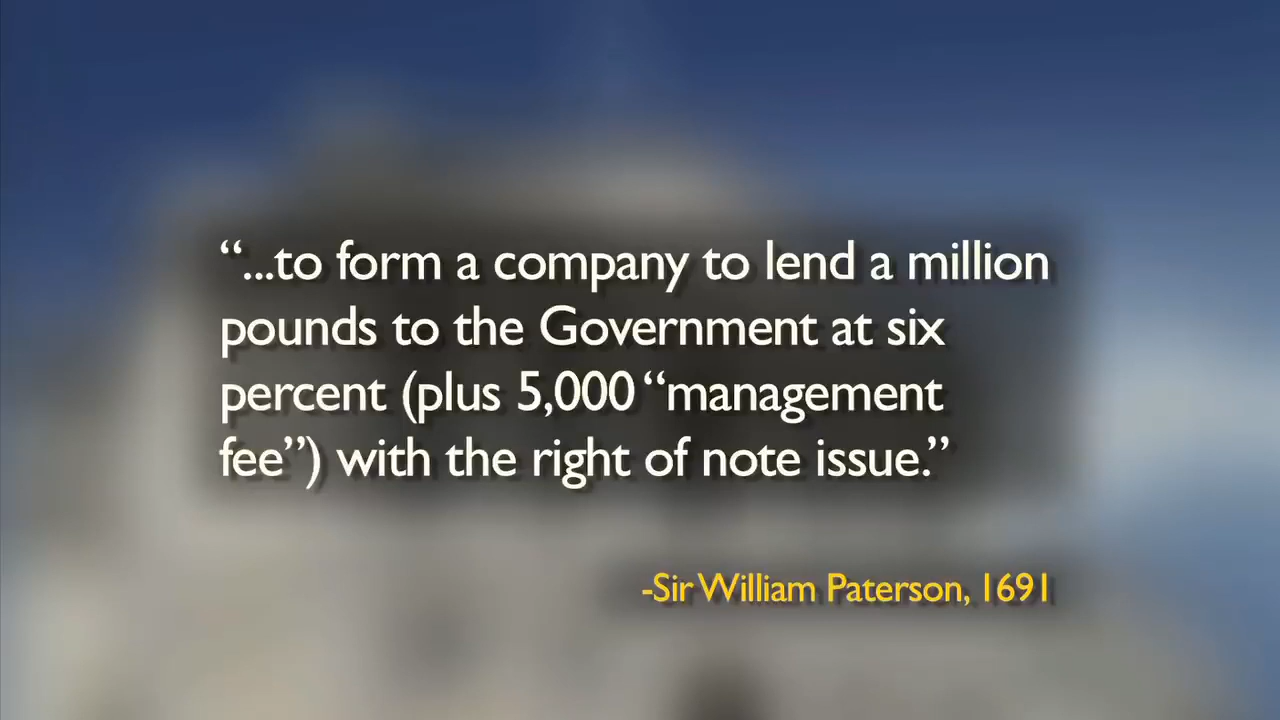 “...to form a company to lend a million
pounds to the Government at six
percent (plus 5,000 “management
fee”) with the right of note issue.”
-Sir William Paterson, 1691